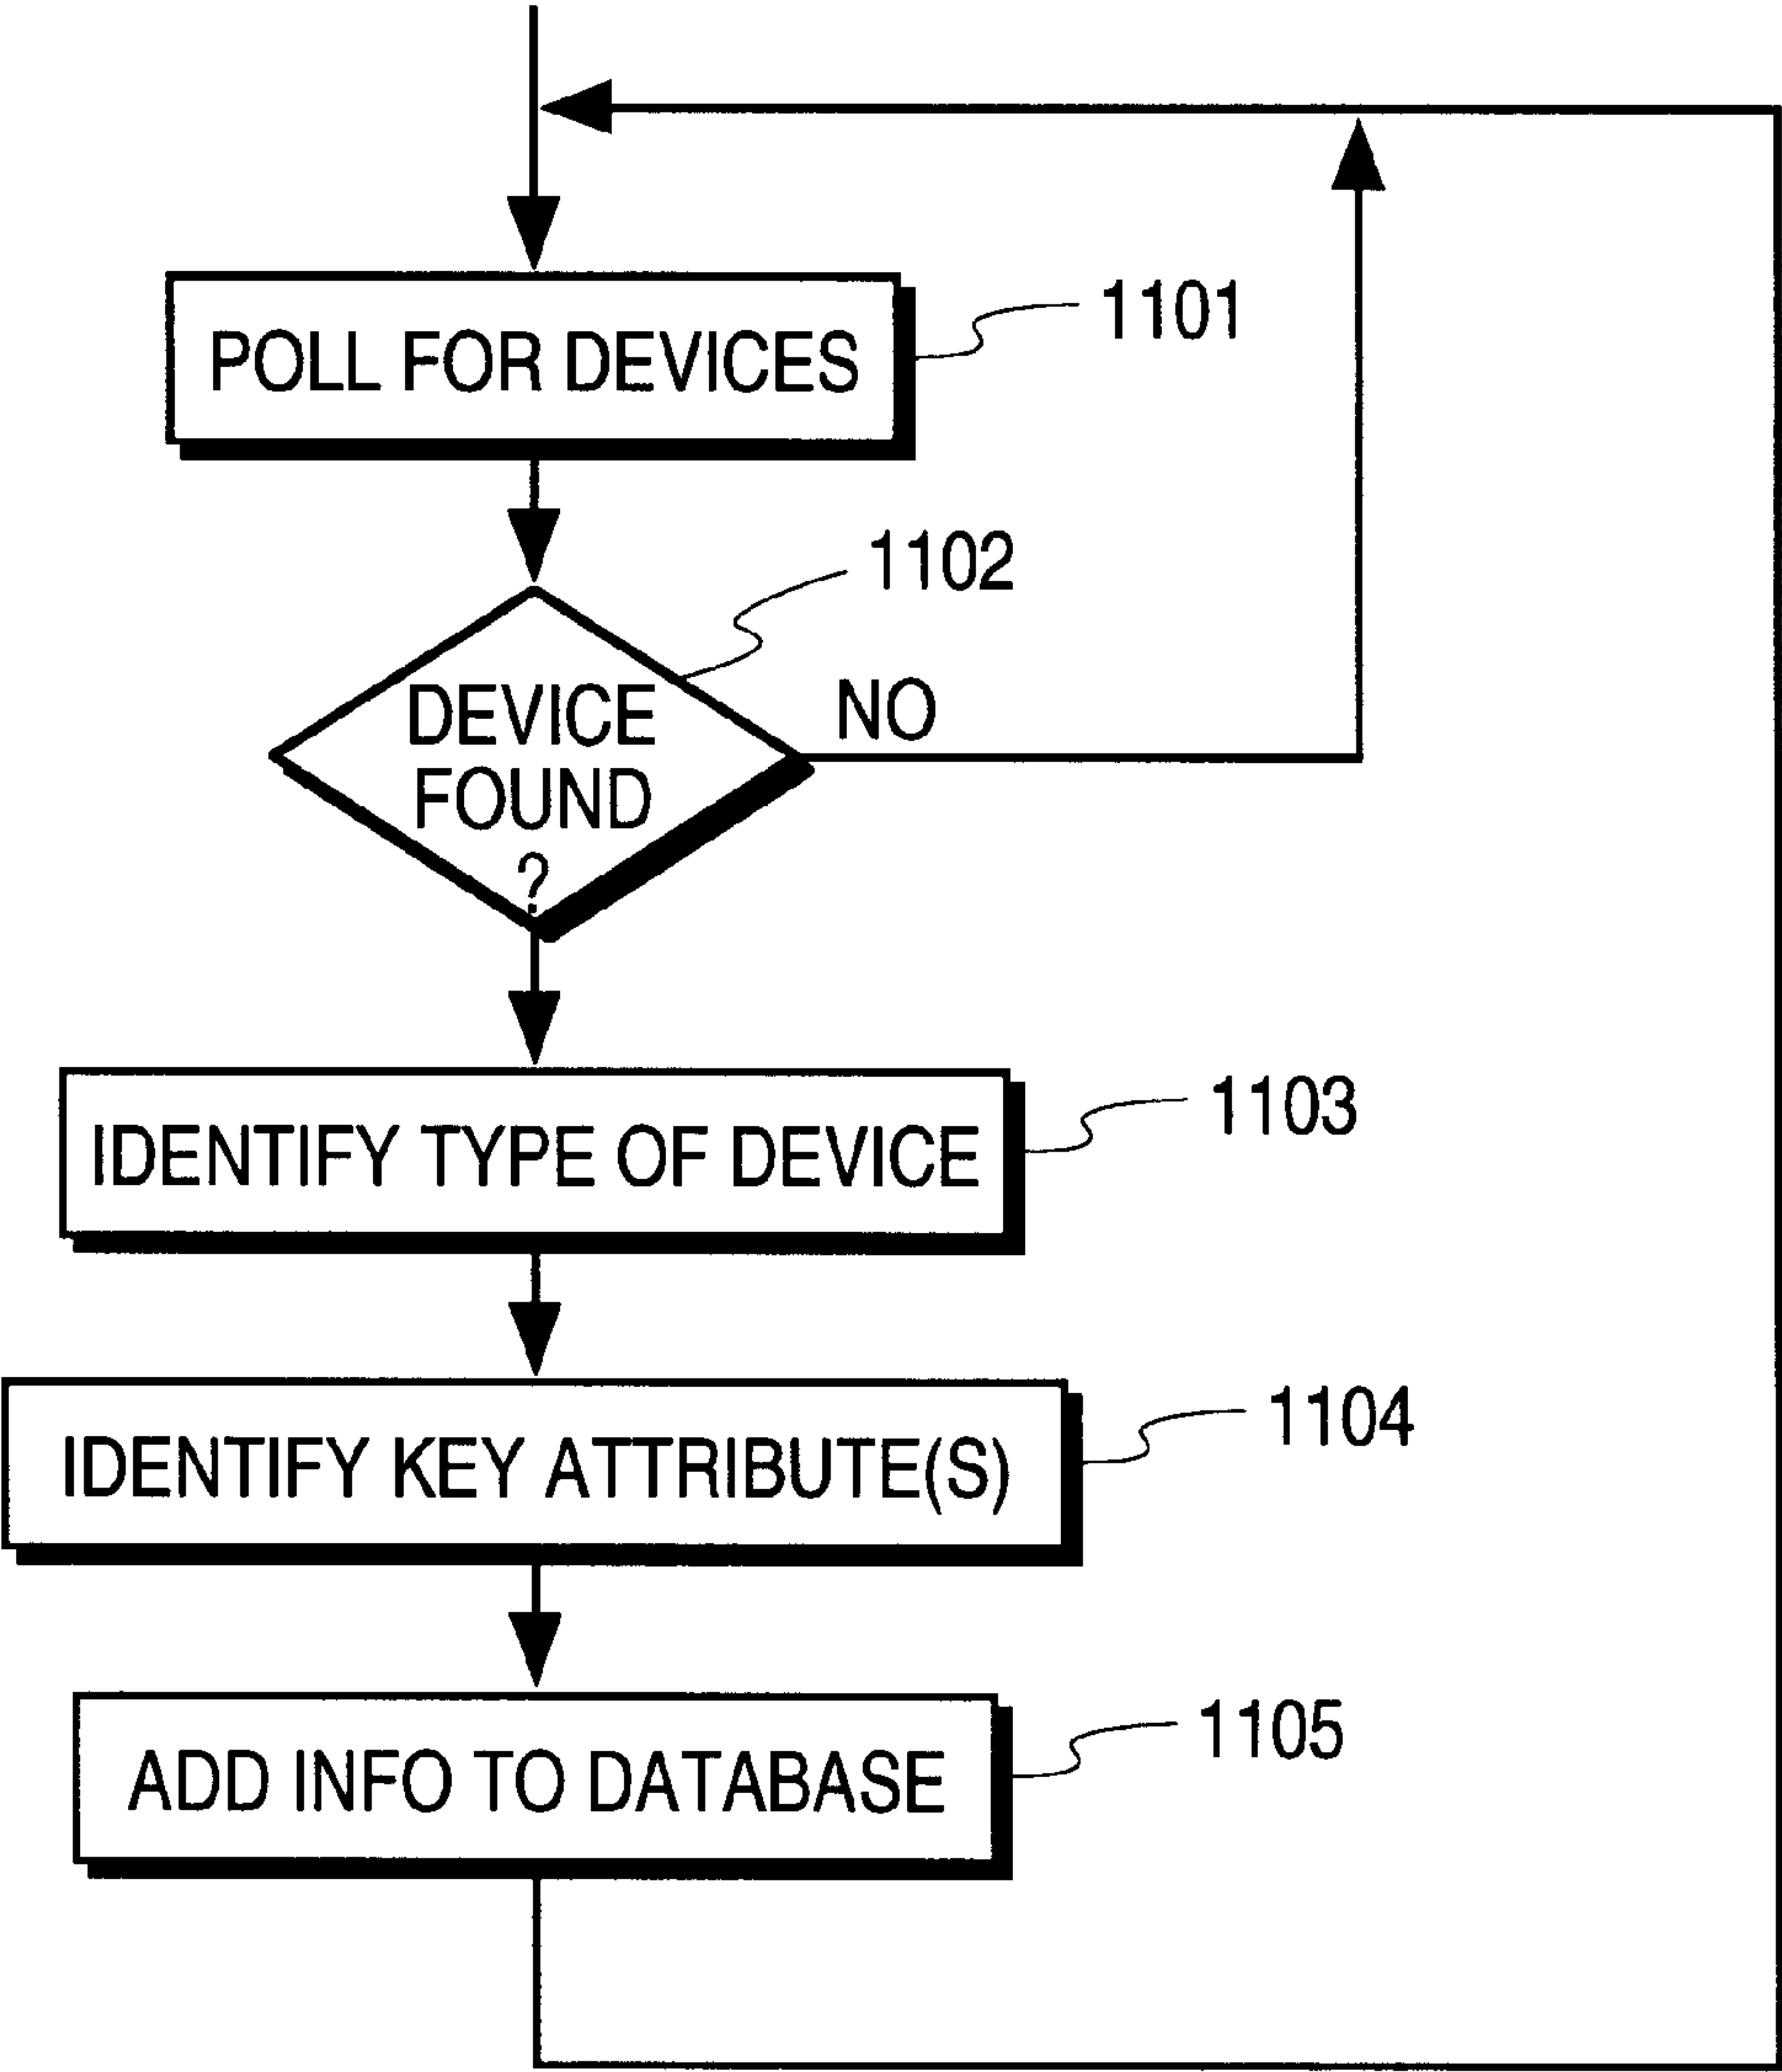 POLL FOR DEVICES
1101
1102
DEVICE
FOUND
?
NO
IDENTIFY TYPE OF DEVICE
1103
IDENTIFY KEY ATTRIBUTE(S)
1104
ADD INFO TO DATABASE
1105